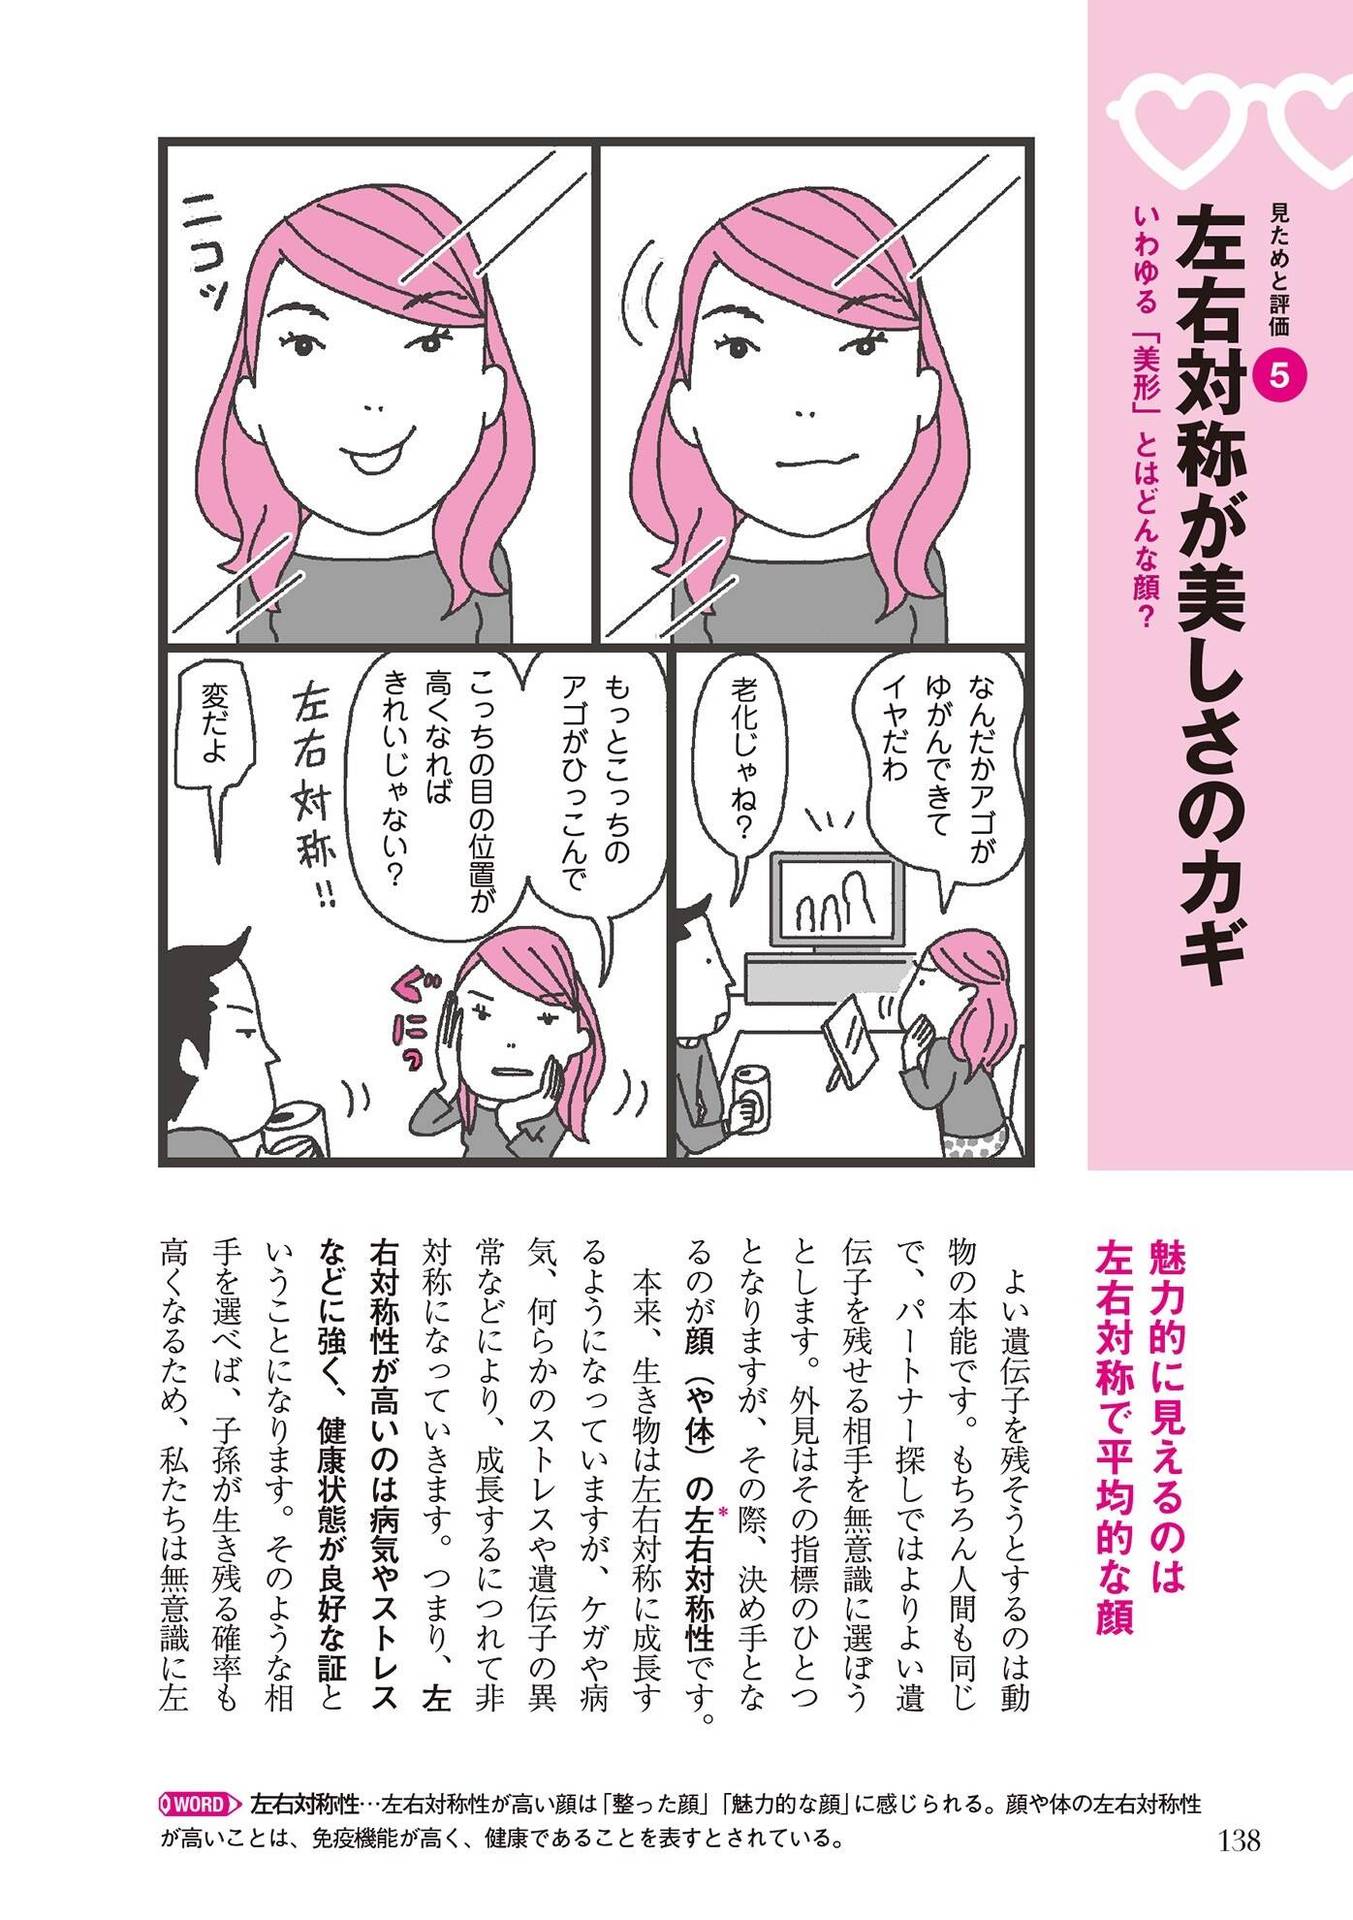 見ためと評価
5
左右対称が美しさのカギ
いわゆる「美形」とはどんな顔？
ニコッ
なんだかアゴが
ゆがんできて
イヤだわ
老化じゃね？
もっとこっちの
アゴがひっこんで
こっちの目の位置が
高くなれば
きれいじゃない？
ぐにっ
左右対称!!
変だよ
魅力的に見えるのは
左右対称で平均的な顔
よい遺伝子を残そうとするのは動
物の本能です。もちろん人間も同じ
で、パートナー探しではよりよい遺
伝子を残せる相手を無意識に選ぼう
とします。外見はその指標のひとつ
となりますが、その際、決め手とな
るのが顔（や体）の左右対称性*です。
本来、生き物は左右対称に成長す
るようになっていますが、ケガや病
気、何らかのストレスや遺伝子の異
常などにより、成長するにつれて非
対称になっていきます。つまり、左
右対称性が高いのは病気やストレス
などに強く、健康状態が良好な証と
いうことになります。そのような相
手を選べば、子孫が生き残る確率も
高くなるため、私たちは無意識に左
WORD 左右対称性…左右対称性が高い顔は「整った顔」「魅力的な顔」に感じられる。顔や体の左右対称性
が高いことは、免疫機能が高く、健康であることを表すとされている。
138